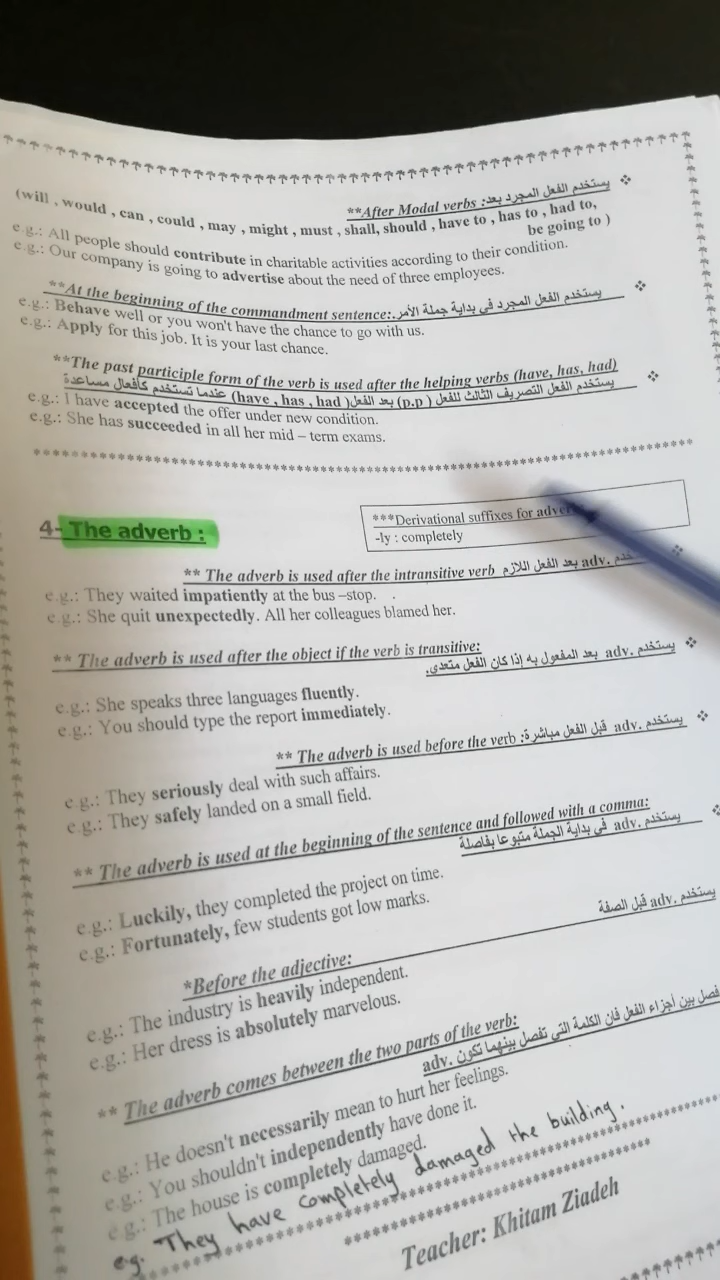 **After Modal verbs : يستخدم الفعل المجرد بعد
(will , would , can , could , may , might , must , shall, should , have to , has to , had to,
be going to )
e.g.: All people should contribute in charitable activities according to their condition.
e.g.: Our company is going to advertise about the need of three employees.
**At the beginning of the commandment sentence:. يستخدم الفعل المجرد في بداية جملة الأمر
e.g.: Behave well or you won't have the chance to go with us.
e.g.: Apply for this job. It is your last chance.
**The past participle form of the verb is used after the helping verbs (have, has, had)
يستخدم الفعل التصريف الثالث للفعل (p.p) بعد الفعل (have , has , had) عندما تستخدم كأفعال مساعدة
e.g.: I have accepted the offer under new condition.
e.g.: She has succeeded in all her mid – term exams.
4- The adverb :
***Derivational suffixes for
-ly : completely
** The adverb is used after the intransitive verb adv. بعد الفعل اللازم
e.g.: They waited impatiently at the bus –stop. .
e.g.: She quit unexpectedly. All her colleagues blamed her.
** The adverb is used after the object if the verb is transitive:
يستخدم .adv بعد المفعول به إذا كان الفعل متعدي.
e.g.: She speaks three languages fluently.
e.g.: You should type the report immediately.
** The adverb is used before the verb : يستخدم .adv قبل الفعل مباشرة
e.g.: They seriously deal with such affairs.
e.g.: They safely landed on a small field.
** The adverb is used at the beginning of the sentence and followed with a comma:
يستخدم .adv في بداية الجملة متبوعا بفاصلة
e.g.: Luckily, they completed the project on time.
e.g.: Fortunately, few students got low marks.
*Before the adjective: يستخدم .adv قبل الصفة
e.g.: The industry is heavily independent.
e.g.: Her dress is absolutely marvelous.
** The adverb comes between the two parts of the verb:
فصل بين أجزاء الفعل فان الكلمة التي تفصل بينهما تكون .adv
e.g.: He doesn't necessarily mean to hurt her feelings.
e.g.: You shouldn't independently have done it.
e.g.: The house is completely damaged.
eg. They have completely damaged the building.
Teacher: Khitam Ziadeh